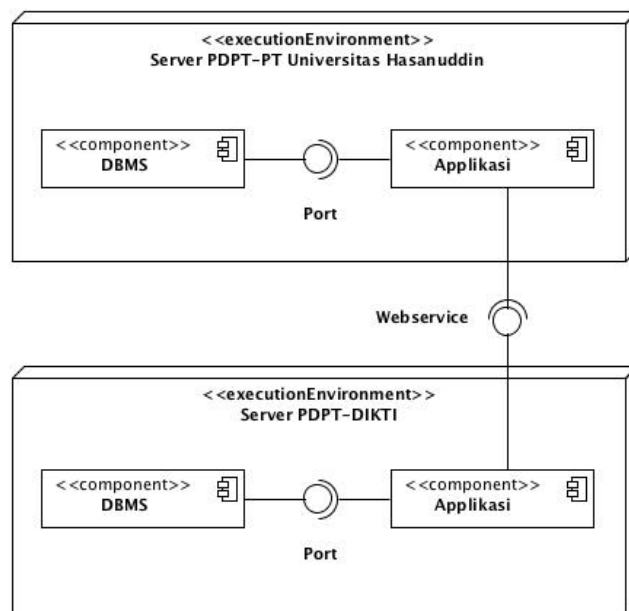 <<executionEnvironment>>
Server PDPT-PT Universitas Hasanuddin
<<component>>
DBMS
<<component>>
Applikasi
Port
Webservice
<<executionEnvironment>>
Server PDPT-DIKTI
<<component>>
DBMS
<<component>>
Applikasi
Port